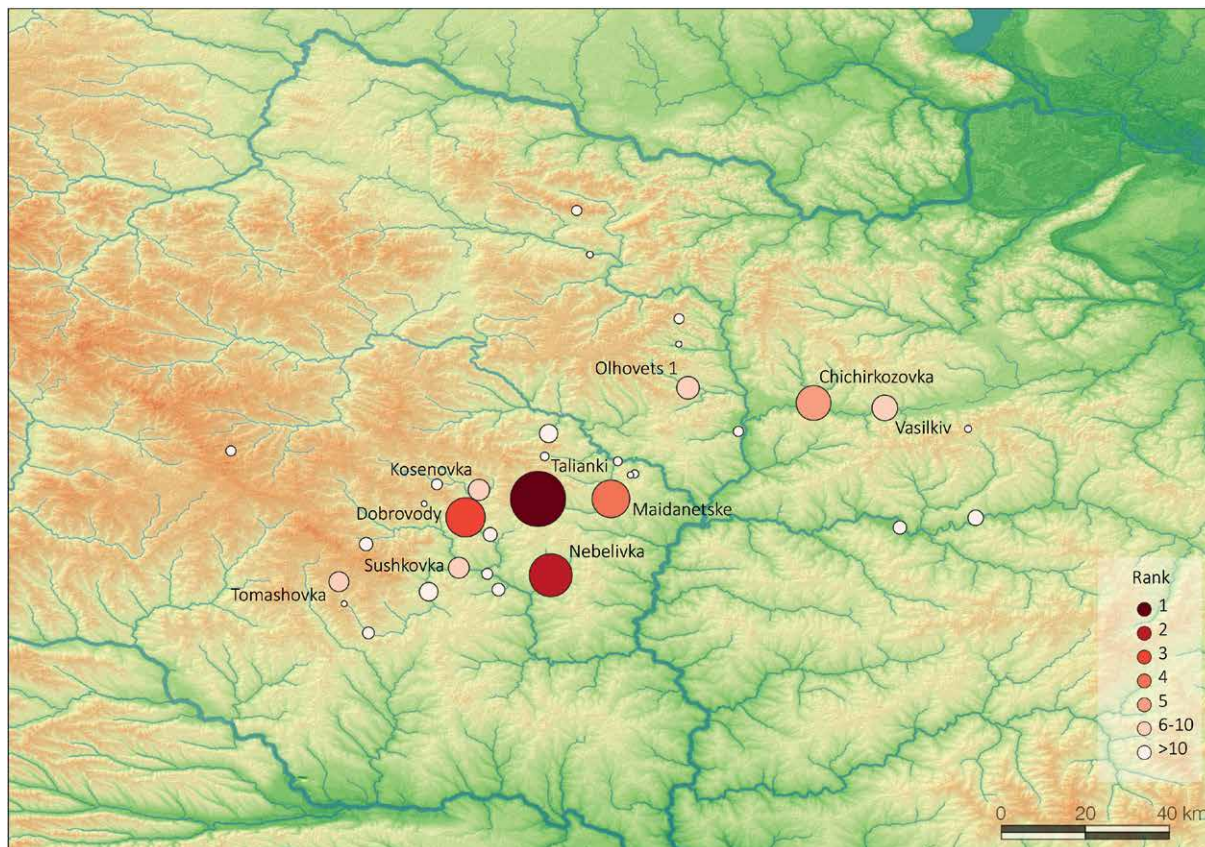 Olhovets 1
Chichirkozovka
Vasilkiv
Kosenovka
Talianki
Dobrovody
Maidanetske
Sushkovka
Nebelivka
Tomashovka
Rank
1
2
3
4
5
6-10
>10
0 20 40 km